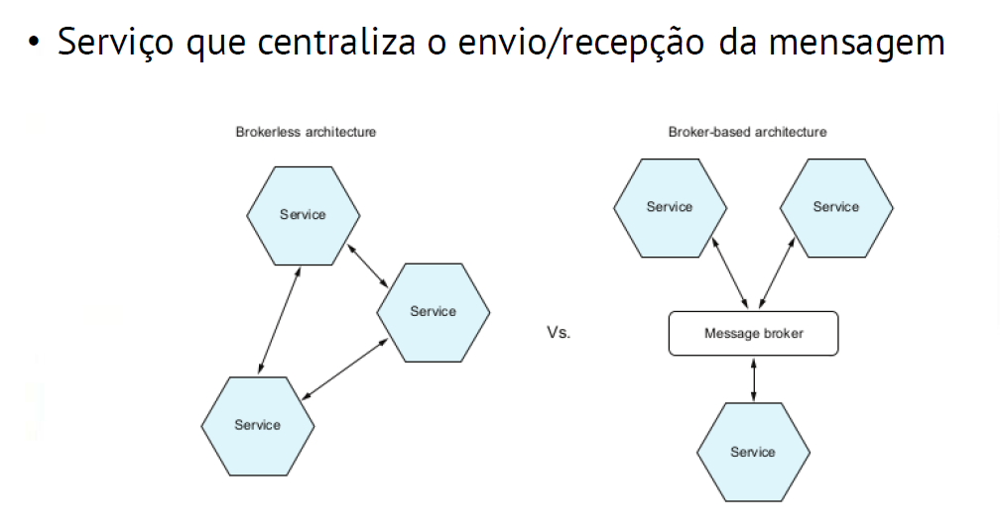 • Serviço que centraliza o envio/recepção da mensagem
Brokerless architecture
Service
Service
Service
Vs.
Broker-based architecture
Service
Service
Message broker
Service